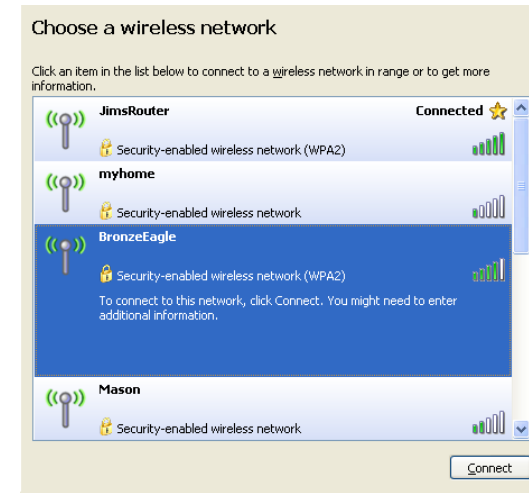 Choose a wireless network
Click an item in the list below to connect to a wireless network in range or to get more
information.
JimsRouter Connected
Security-enabled wireless network (WPA2)
myhome
Security-enabled wireless network
BronzeEagle
Security-enabled wireless network (WPA2)
To connect to this network, click Connect. You might need to enter
additional information.
Mason
Security-enabled wireless network
Connect